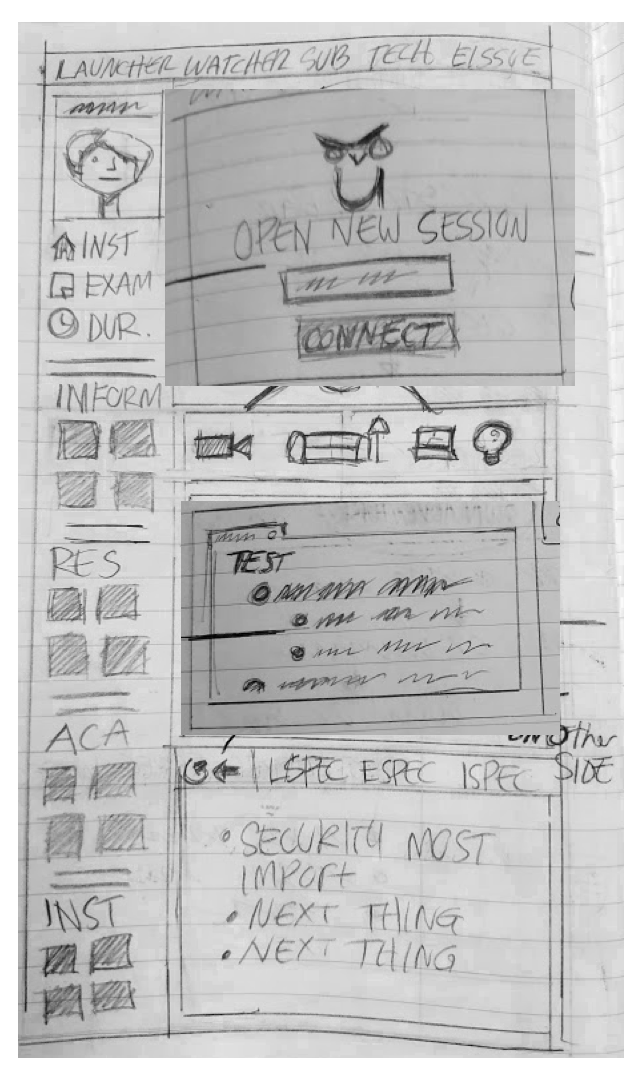 LAUNCHER WATCHER SUB TECH EISSUE
INST
EXAM
DUR.
OPEN NEW SESSION
CONNECT
INFORM
RES
TEST
ACA
another
SIDE
LSPEC ESPEC ISPEC
• SECURITY MOST
IMPORt
• NEXT THING
• NEXT THING
INST